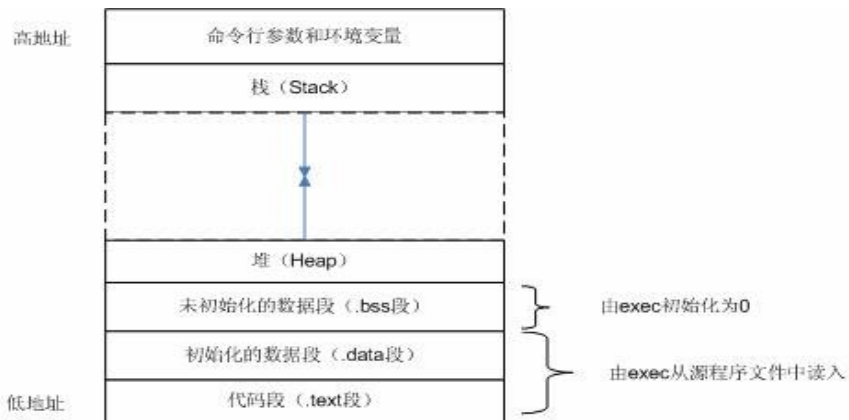 高地址
命令行参数和环境变量
栈（Stack）
堆（Heap）
未初始化的数据段（.bss段）
由exec初始化为0
初始化的数据段（.data段）
由exec从源程序文件中读入
低地址
代码段（.text段）